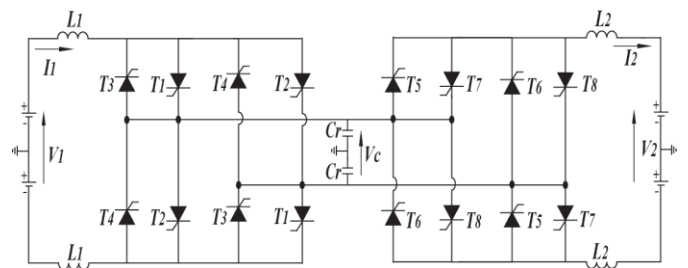 L1 L2
I1 I2
T3 T1 T4 T2 T5 T7 T6 T8
+
-
+
-
V1 Cr Cr Vc V2
+
-
+
-
T4 T2 T3 T1 T6 T8 T5 T7
L1 L2